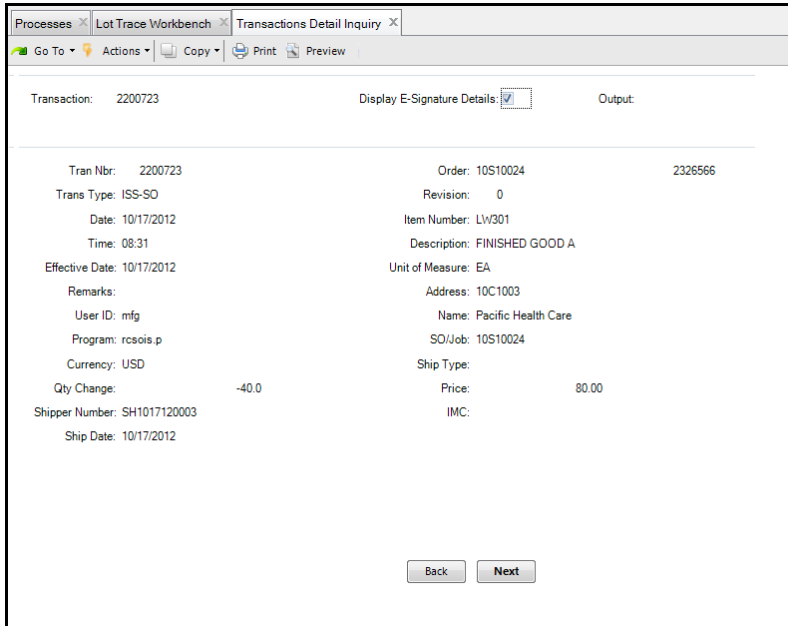 Processes Lot Trace Workbench Transactions Detail Inquiry
Go To Actions Copy Print Preview
Transaction: 2200723 Display E-Signature Details: Output:
Tran Nbr: 2200723 Order: 10S10024 2326566
Trans Type: ISS-SO Revision: 0
Date: 10/17/2012 Item Number: LW301
Time: 08:31 Description: FINISHED GOOD A
Effective Date: 10/17/2012 Unit of Measure: EA
Remarks: Address: 10C1003
User ID: mfg Name: Pacific Health Care
Program: rcsois.p SO/Job: 10S10024
Currency: USD Ship Type:
Qty Change: -40.0 Price: 80.00
Shipper Number: SH1017120003 IMC:
Ship Date: 10/17/2012
Back Next